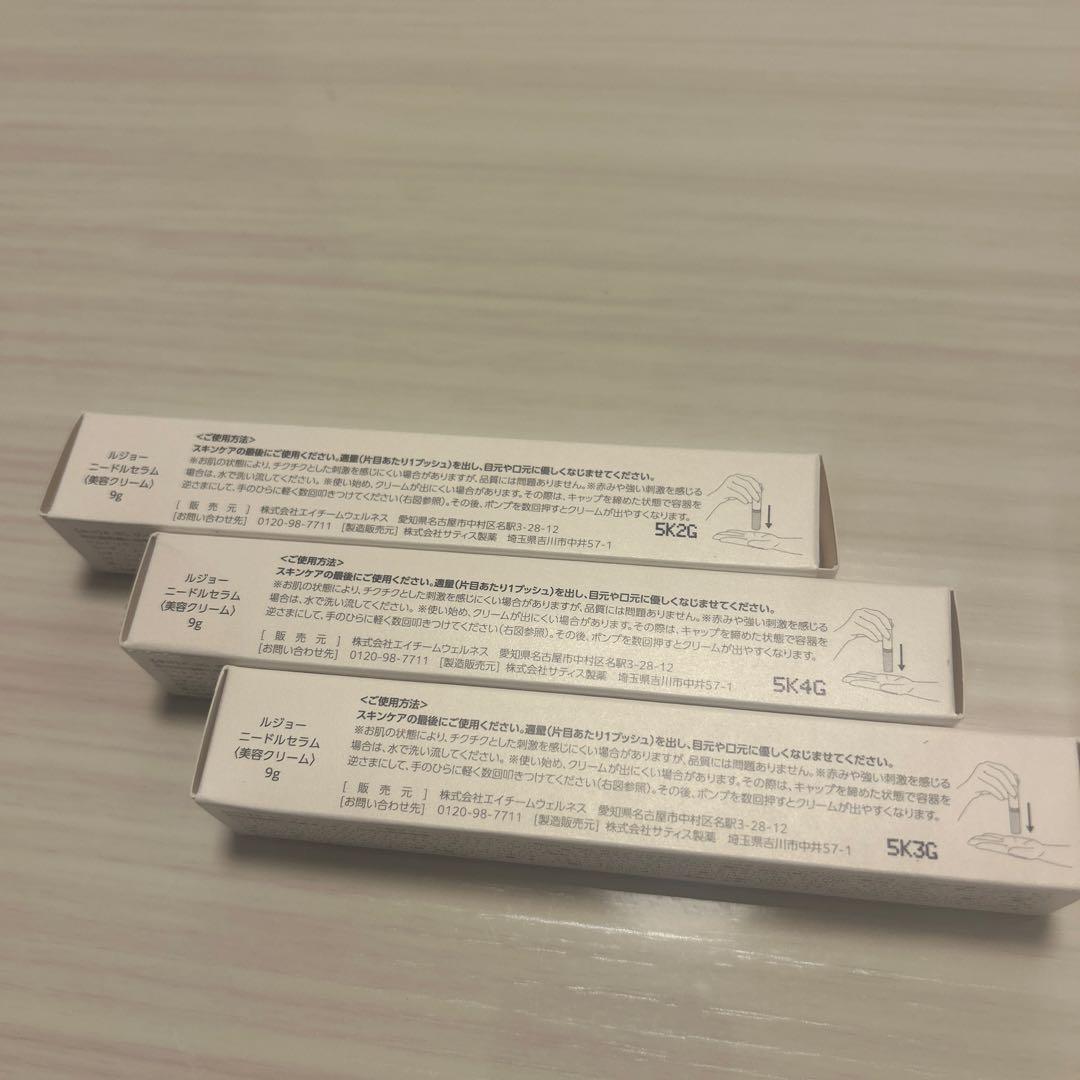 ルジョー
ニードルセラム
〈美容クリーム〉
9g
<ご使用方法>
スキンケアの最後にご使用ください。適量(片目あたり1プッシュ)を出し、目元や口元に優しくなじませてください。
※お肌の状態により、チクチクとした刺激を感じにくい場合がありますが、品質には問題ありません。※赤みや強い刺激を感じる
場合は、水で洗い流してください。 ※使い始め、クリームが出にくい場合があります。その際は、キャップを締めた状態で容器を
逆さまにして、手のひらに軽く数回叩きつけてください(右図参照)。その後、ポンプを数回押すとクリームが出やすくなります。
[ 販 売 元 ] 株式会社エイチームウェルネス 愛知県名古屋市中村区名駅3-28-12
[お問い合わせ先] 0120-98-7711 [製造販売元] 株式会社サティス製薬 埼玉県吉川市中井57-1
5K2G
ルジョー
ニードルセラム
〈美容クリーム〉
9g
<ご使用方法>
スキンケアの最後にご使用ください。適量(片目あたり1プッシュ)を出し、目元や口元に優しくなじませてください。
※お肌の状態により、チクチクとした刺激を感じにくい場合がありますが、品質には問題ありません。※赤みや強い刺激を感じる
場合は、水で洗い流してください。 ※使い始め、クリームが出にくい場合があります。その際は、キャップを締めた状態で容器を
逆さまにして、手のひらに軽く数回叩きつけてください(右図参照)。その後、ポンプを数回押すとクリームが出やすくなります。
[ 販 売 元 ] 株式会社エイチームウェルネス 愛知県名古屋市中村区名駅3-28-12
[お問い合わせ先] 0120-98-7711 [製造販売元] 株式会社サティス製薬 埼玉県吉川市中井57-1
5K4G
ルジョー
ニードルセラム
〈美容クリーム〉
9g
<ご使用方法>
スキンケアの最後にご使用ください。適量(片目あたり1プッシュ)を出し、目元や口元に優しくなじませてください。
※お肌の状態により、チクチクとした刺激を感じにくい場合がありますが、品質には問題ありません。※赤みや強い刺激を感じる
場合は、水で洗い流してください。 ※使い始め、クリームが出にくい場合があります。その際は、キャップを締めた状態で容器を
逆さまにして、手のひらに軽く数回叩きつけてください(右図参照)。その後、ポンプを数回押すとクリームが出やすくなります。
[ 販 売 元 ] 株式会社エイチームウェルネス 愛知県名古屋市中村区名駅3-28-12
[お問い合わせ先] 0120-98-7711 [製造販売元] 株式会社サティス製薬 埼玉県吉川市中井57-1
5K3G